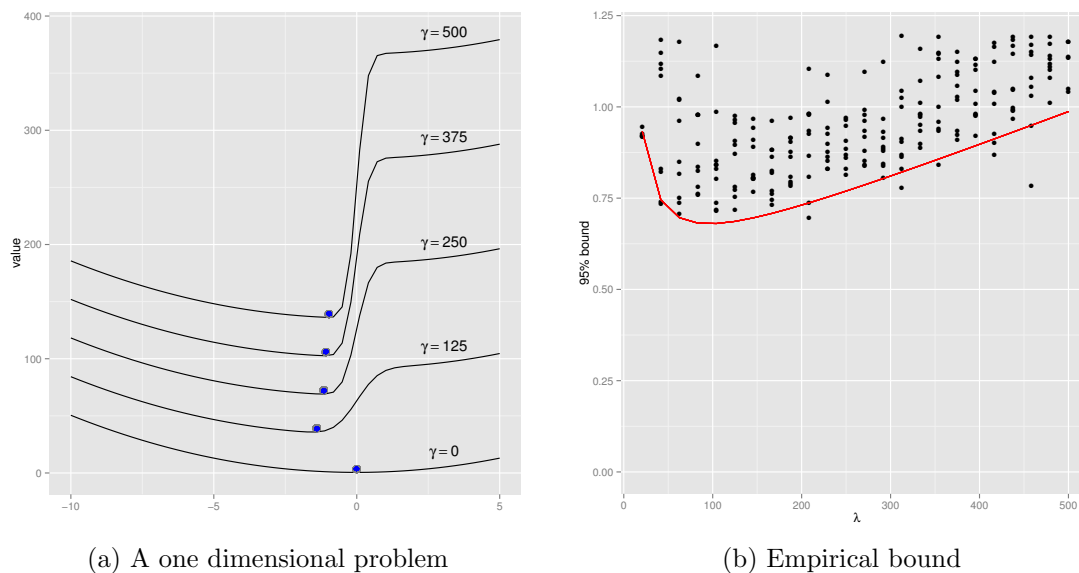 400
300
200
100
0
value
γ = 500
γ = 375
γ = 250
γ = 125
γ = 0
−10
−5
0
5
(a) A one dimensional problem
1.25
1.00
0.75
0.50
0.25
0.00
95% bound
0
100
200
300
400
500
λ
(b) Empirical bound